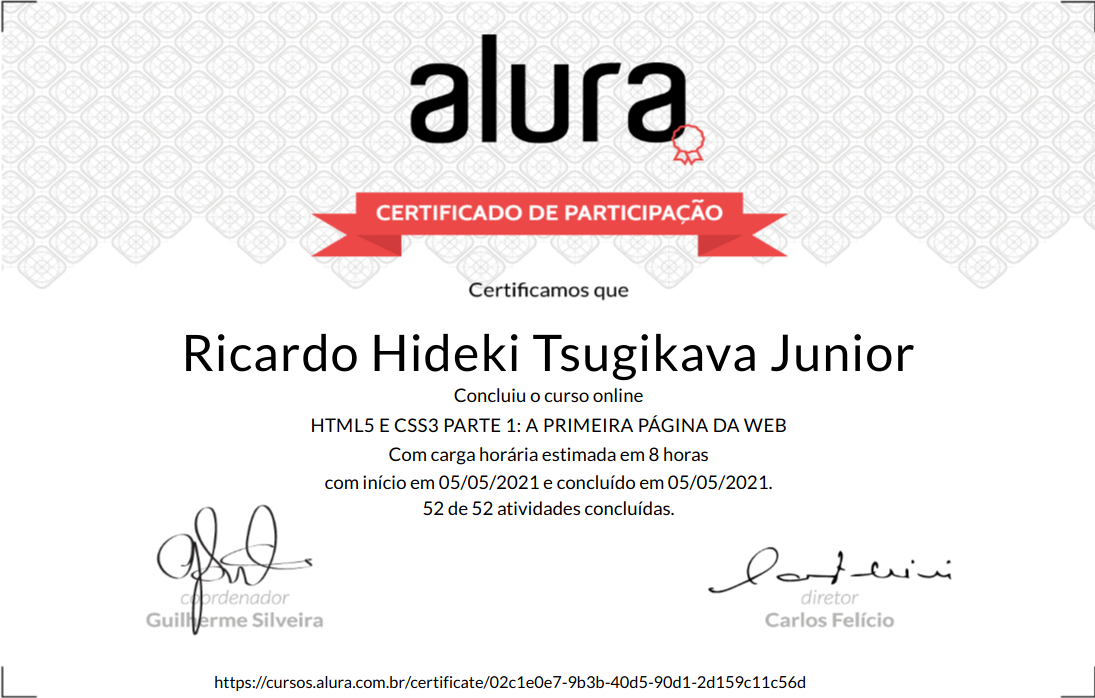 alura
CERTIFICADO DE PARTICIPAÇÃO
Certificamos que
Ricardo Hideki Tsugikava Junior
Concluiu o curso online
HTML5 E CSS3 PARTE 1: A PRIMEIRA PÁGINA DA WEB
Com carga horária estimada em 8 horas
com início em 05/05/2021 e concluído em 05/05/2021.
52 de 52 atividades concluídas.
coordenador
Guilherme Silveira
diretor
Carlos Felício
https://cursos.alura.com.br/certificate/02c1e0e7-9b3b-40d5-90d1-2d159c11c56d